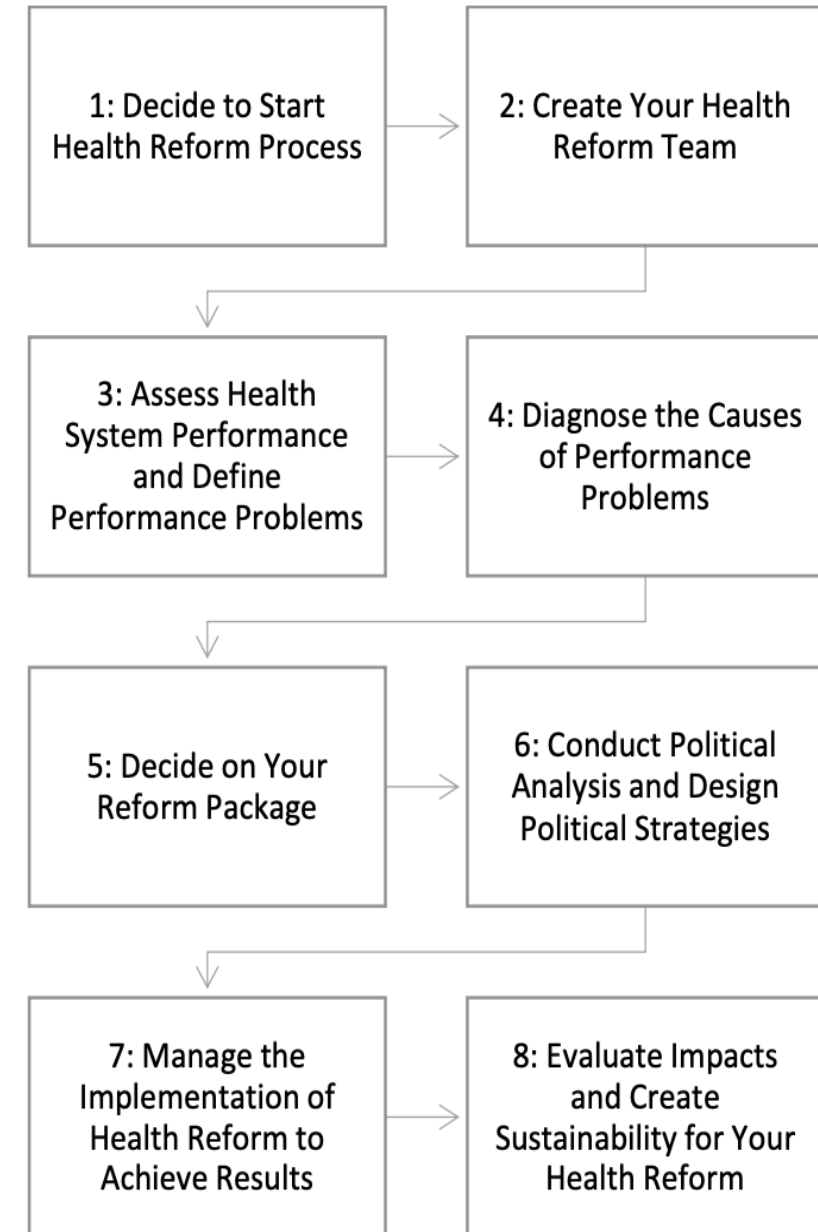 1: Decide to Start
Health Reform Process
2: Create Your Health
Reform Team
3: Assess Health
System Performance
and Define
Performance Problems
4: Diagnose the Causes
of Performance
Problems
5: Decide on Your
Reform Package
6: Conduct Political
Analysis and Design
Political Strategies
7: Manage the
Implementation of
Health Reform to
Achieve Results
8: Evaluate Impacts
and Create
Sustainability for Your
Health Reform